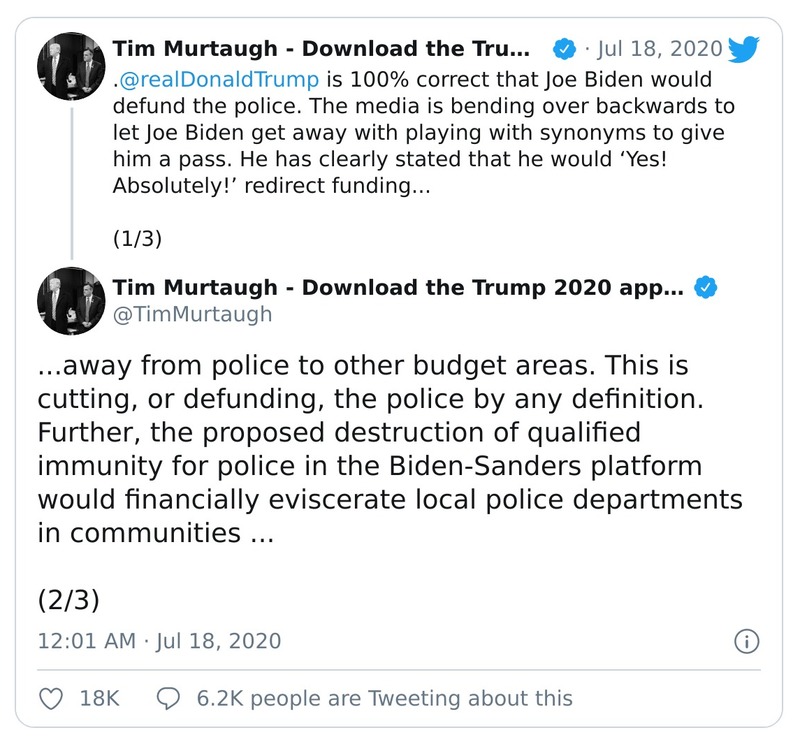 Tim Murtaugh - Download the Tru... · Jul 18, 2020
.@realDonaldTrump is 100% correct that Joe Biden would
defund the police. The media is bending over backwards to
let Joe Biden get away with playing with synonyms to give
him a pass. He has clearly stated that he would ‘Yes!
Absolutely!’ redirect funding...
(1/3)
Tim Murtaugh - Download the Trump 2020 app...
@TimMurtaugh
...away from police to other budget areas. This is
cutting, or defunding, the police by any definition.
Further, the proposed destruction of qualified
immunity for police in the Biden-Sanders platform
would financially eviscerate local police departments
in communities ...
(2/3)
12:01 AM · Jul 18, 2020
18K 6.2K people are Tweeting about this